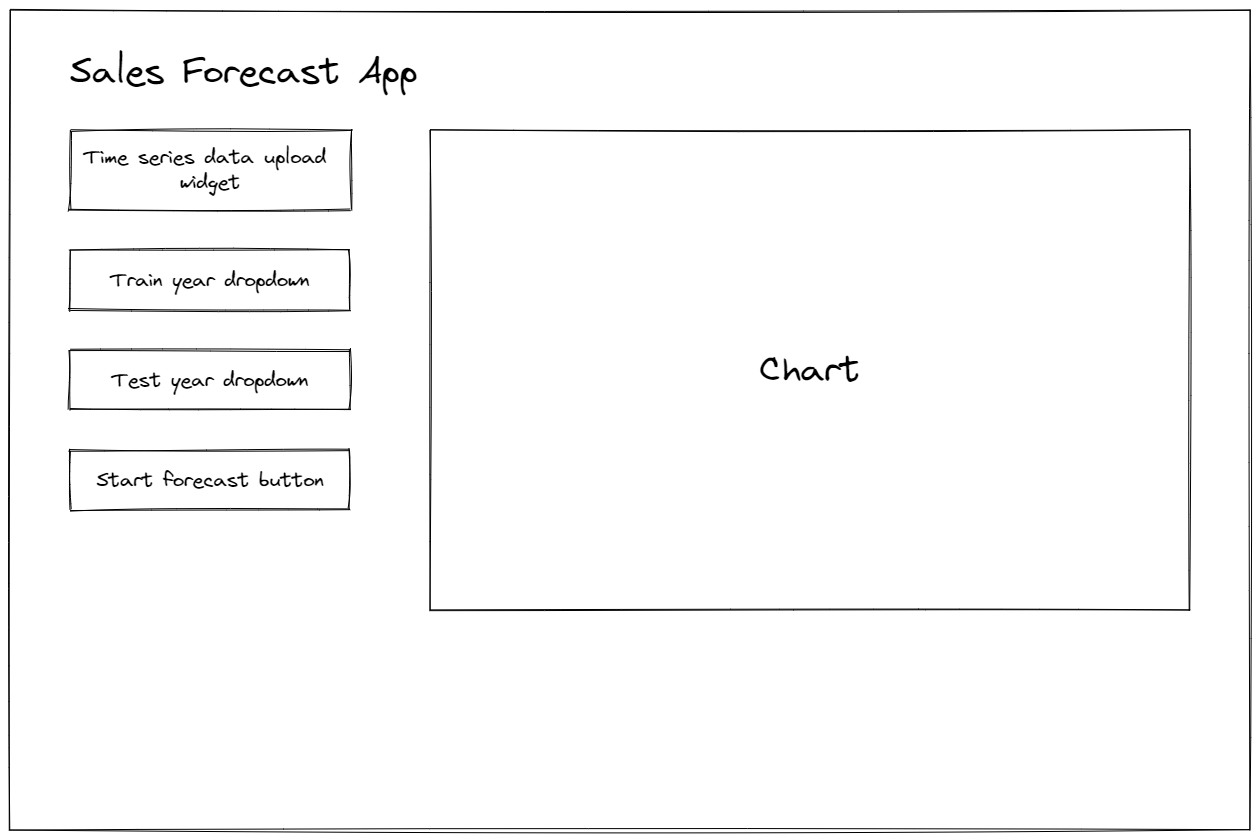 Sales Forecast App
Time series data upload
widget
Train year dropdown
Test year dropdown
Start forecast button
Chart